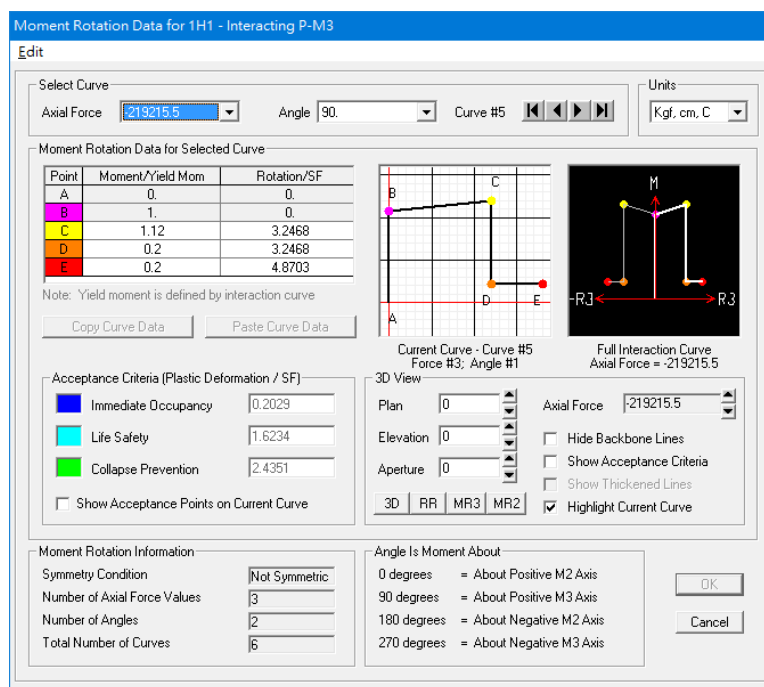 Moment Rotation Data for 1H1 - Interacting P-M3
Edit
Select Curve
Axial Force -219215.5 Angle 90. Curve #5
Units
Kgf, cm, C
Moment Rotation Data for Selected Curve
Point Moment/Yield Mom Rotation/SF
A 0. 0.
B 1. 0.
C 1.12 3.2468
D 0.2 3.2468
E 0.2 4.8703
Note: Yield moment is defined by interaction curve
Copy Curve Data Paste Curve Data
B
C
D
E
A
Current Curve - Curve #5
Force #3; Angle #1
M
-R3
R3
Full Interaction Curve
Axial Force = -219215.5
Acceptance Criteria (Plastic Deformation / SF)
Immediate Occupancy 0.2029
Life Safety 1.6234
Collapse Prevention 2.4351
Show Acceptance Points on Current Curve
3D View
Plan 0
Elevation 0
Aperture 0
3D RR MR3 MR2
Axial Force -219215.5
Hide Backbone Lines
Show Acceptance Criteria
Show Thickened Lines
Highlight Current Curve
Moment Rotation Information
Symmetry Condition Not Symmetric
Number of Axial Force Values 3
Number of Angles 2
Total Number of Curves 6
Angle Is Moment About
0 degrees = About Positive M2 Axis
90 degrees = About Positive M3 Axis
180 degrees = About Negative M2 Axis
270 degrees = About Negative M3 Axis
OK
Cancel